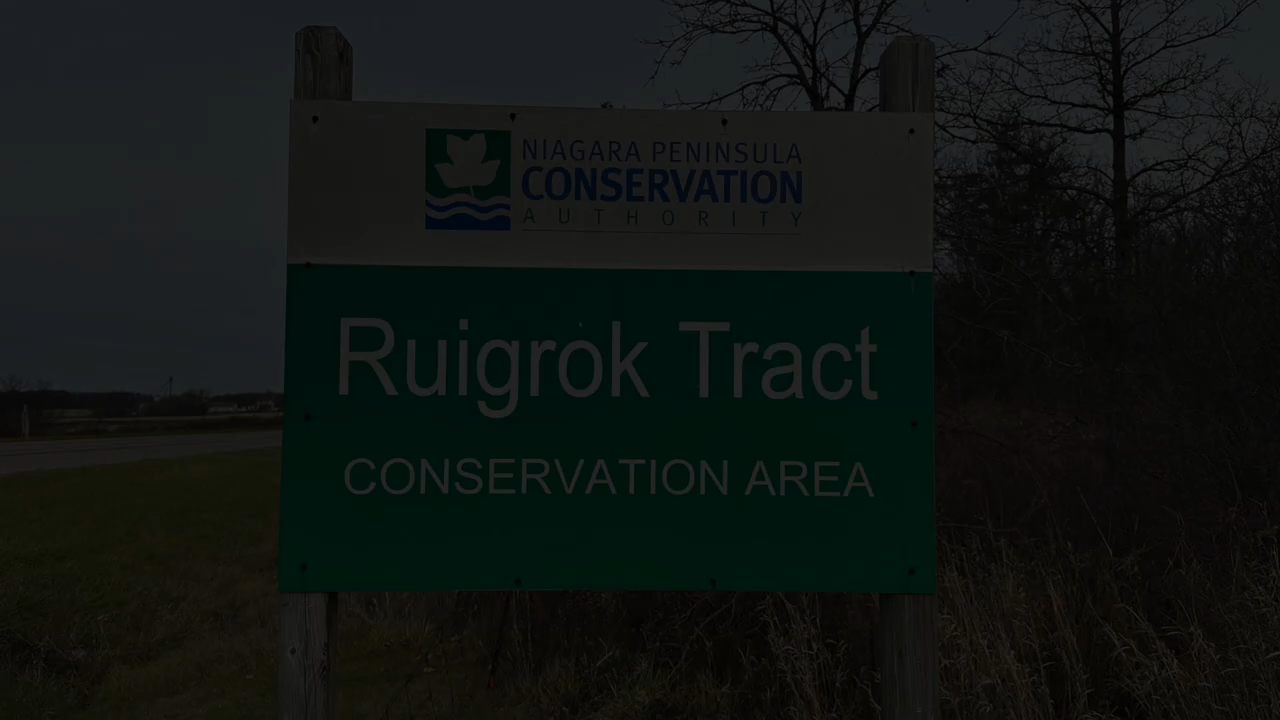 NIAGARA PENINSULA
CONSERVATION
AUTHORITY
Ruigrok Tract
CONSERVATION AREA